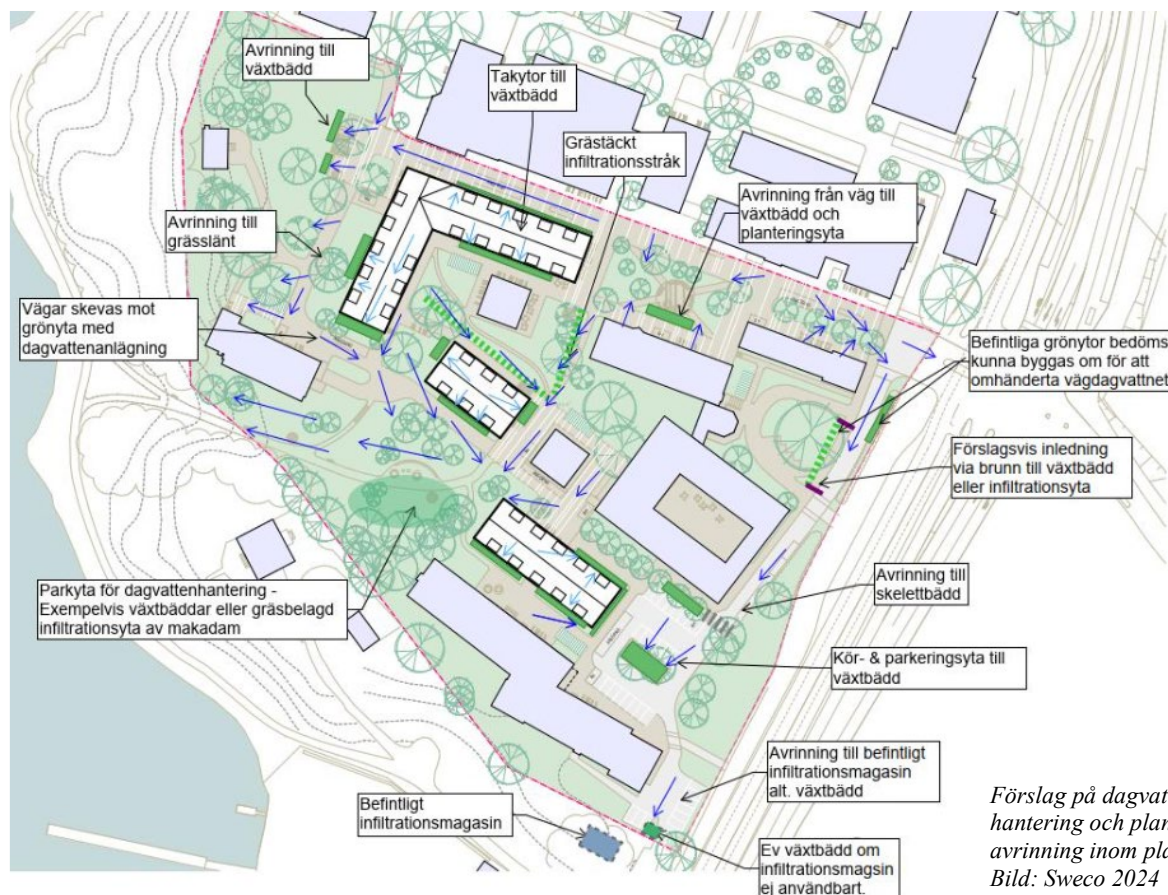 Avrinning till
växtbädd
Takytor till
växtbädd
Grästäckt
infiltrationsstråk
Avrinning från väg till
växtbädd och
planteringsyta
Avrinning till
grässlänt
Vägar skevas mot
grönyta med
dagvattenanlägning
Befintliga grönytor bedöms
kunna byggas om för att
omhänderta vägdagvattnet
Förslagsvis inledning
via brunn till växtbädd
eller infiltrationsyta
Parkyta för dagvattenhantering -
Exempelvis växtbäddar eller gräsbelagd
infiltrationsyta av makadam
Avrinning till
skelettbädd
Kör- & parkeringsyta till
växtbädd
Avrinning till befintligt
infiltrationsmagasin
alt. växtbädd
Befintligt
infiltrationsmagasin
Ev växtbädd om
infiltrationsmagsin
ej användbart.
Förslag på dagvat
hantering och plan
avrinning inom pla
Bild: Sweco 2024